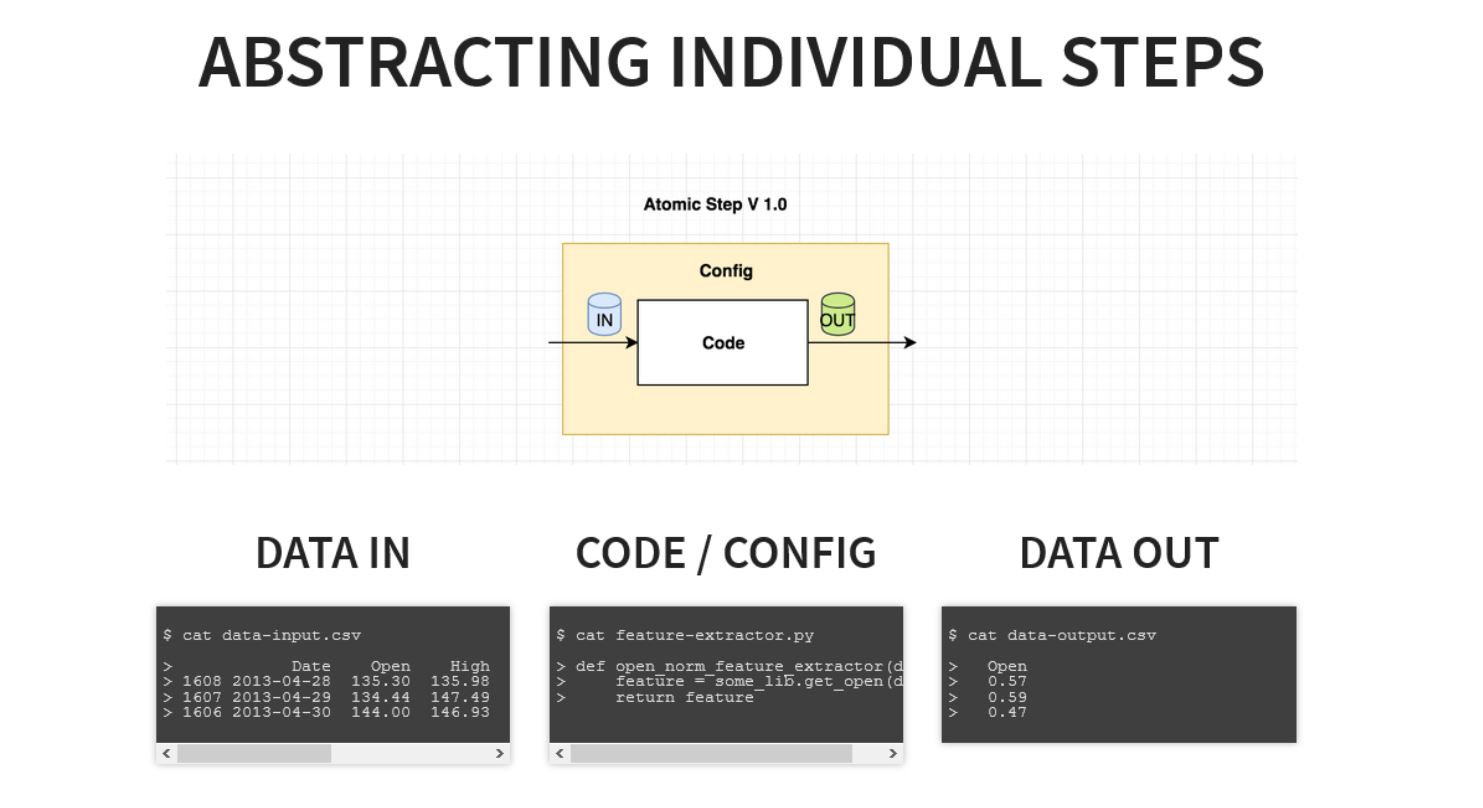 ABSTRACTING INDIVIDUAL STEPS
Atomic Step V 1.0
Config
IN
OUT
Code
DATA IN
$ cat data-input.csv
> Date Open High
> 1608 2013-04-28 135.30 135.98
> 1607 2013-04-29 134.44 147.49
> 1606 2013-04-30 144.00 146.93
CODE / CONFIG
$ cat feature-extractor.py
> def open_norm_feature_extractor(d
> feature = some_lib.get_open(d
> return feature
DATA OUT
$ cat data-output.csv
> Open
> 0.57
> 0.59
> 0.47